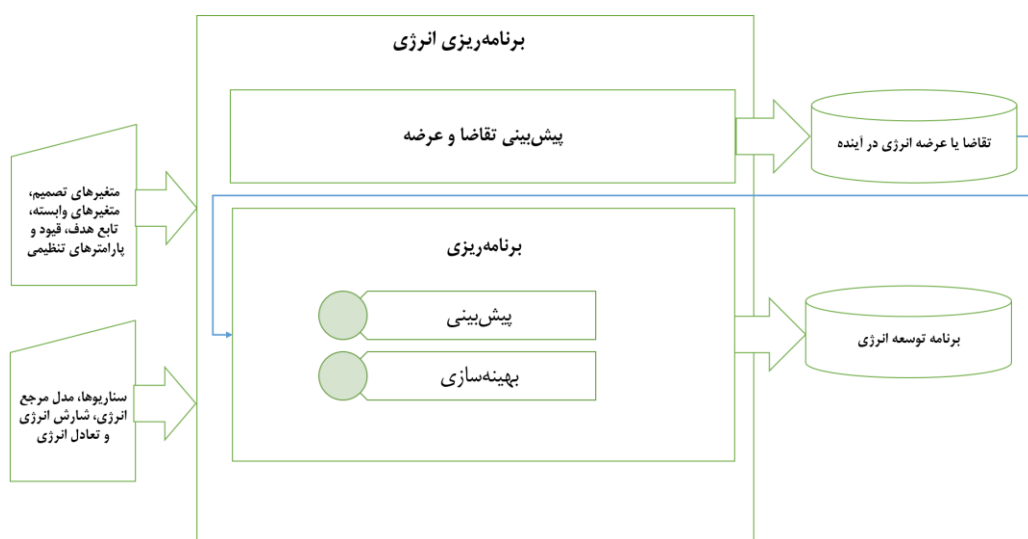 برنامه‌ریزی انرژی
پیش‌بینی تقاضا و عرضه
تقاضا یا عرضه انرژی در آینده
متغیرهای تصمیم،
متغیرهای وابسته،
تابع هدف، قیود و
پارامترهای تنظیمی
برنامه‌ریزی
پیش‌بینی
بهینه‌سازی
برنامه توسعه انرژی
سناریوها، مدل مرجع
انرژی، شارش انرژی
و تعادل انرژی